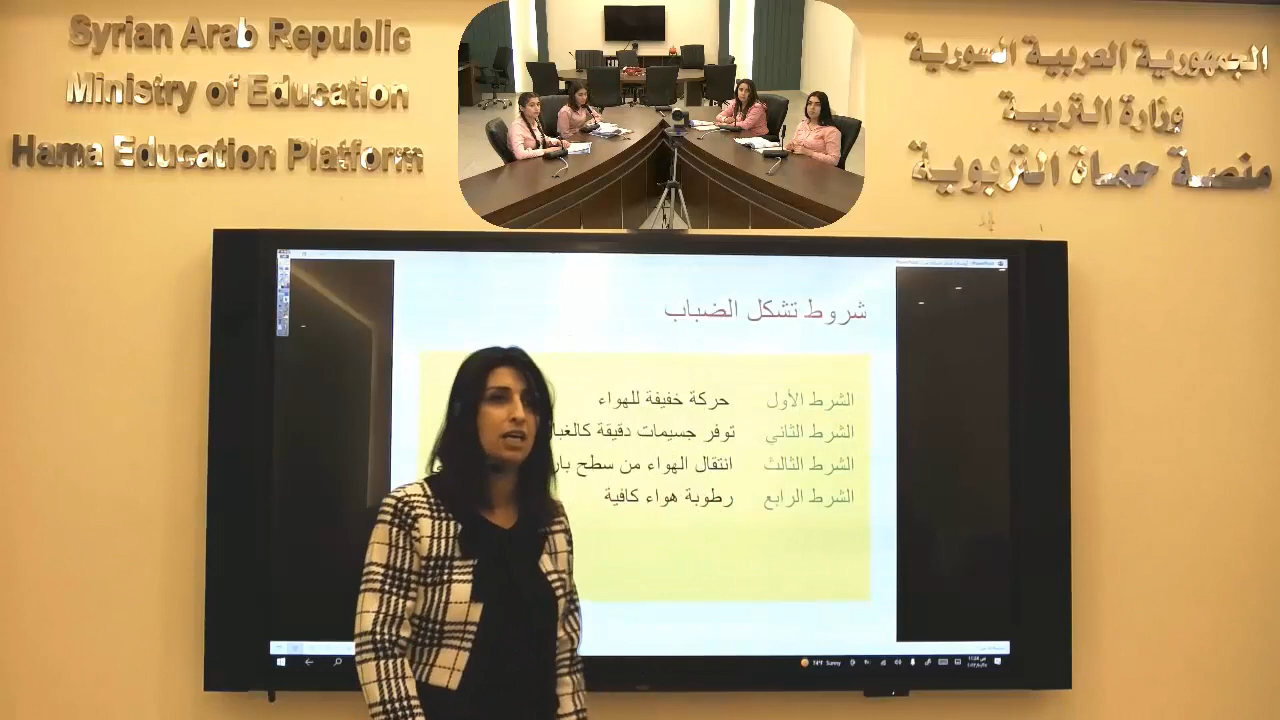 Syrian Arab Republic
Ministry of Education
Hama Education Platform
الجمهورية العربية السورية
وزارة التربية
منصة حماة التربوية
شروط تشكل الضباب
الشرط الأول حركة خفيفة للهواء
الشرط الثاني توفر جسيمات دقيقة
الشرط الثالث انتقال الهواء من سطح
الشرط الرابع رطوبة هواء كافية
74°F Sunny